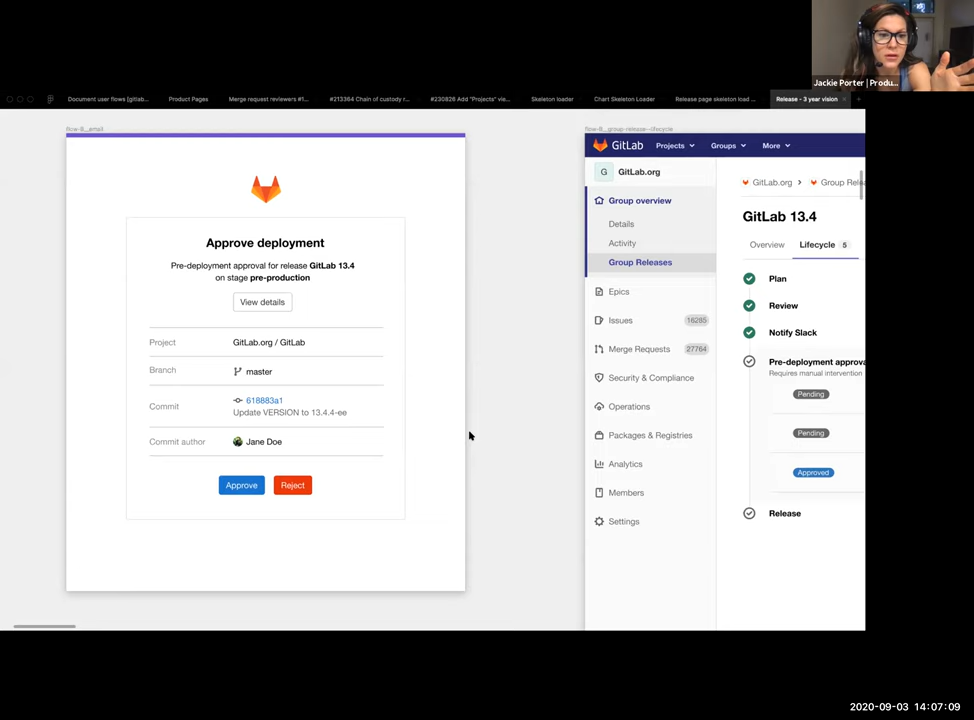 Jackie Porter | Produ...
Document user flows [gitlab...
Product Pages
Merge request reviewers #1...
#213364 Chain of custody r...
#230826 Add "Projects" vie...
Skeleton loader
Chart Skeleton Loader
Release page skeleton load ...
Release - 3 year vision
flow-B__email
Approve deployment
Pre-deployment approval for release GitLab 13.4
on stage pre-production
View details
Project GitLab.org / GitLab
Branch master
Commit 618883a1
Update VERSION to 13.4.4-ee
Commit author Jane Doe
Approve Reject
flow-B__group-release--lifecycle
GitLab Projects Groups More
G GitLab.org
Group overview
Details
Activity
Group Releases
Epics
Issues 16285
Merge Requests 27764
Security & Compliance
Operations
Packages & Registries
Analytics
Members
Settings
GitLab.org > Group Rele
GitLab 13.4
Overview Lifecycle 5
Plan
Review
Notify Slack
Pre-deployment approva
Requires manual intervention
Pending
Pending
Approved
Release
2020-09-03 14:07:09